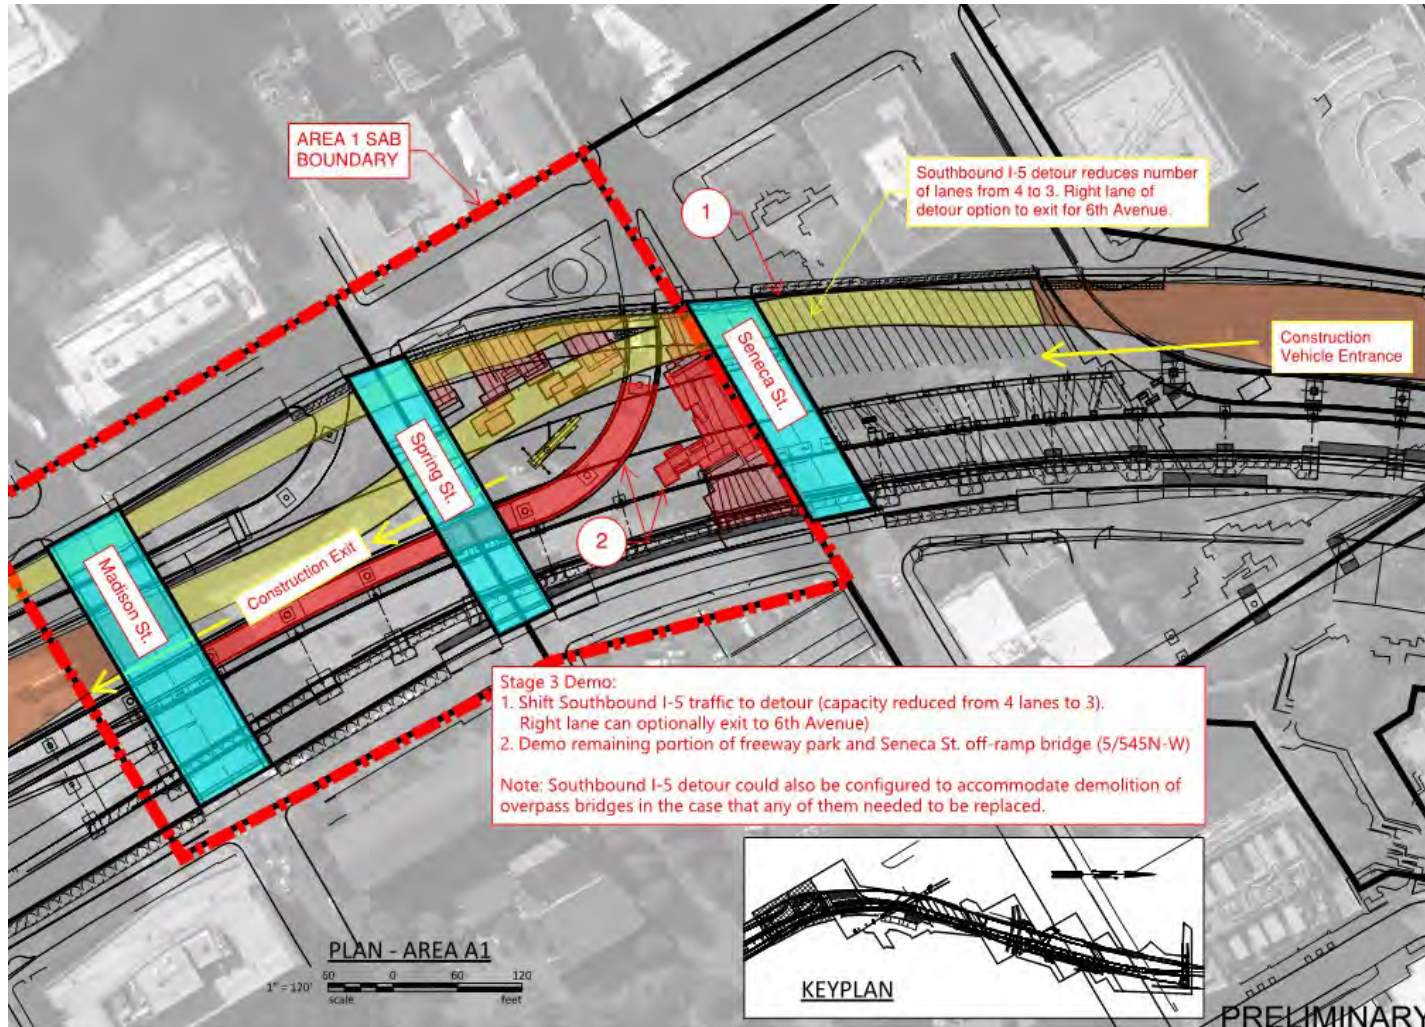 AREA 1 SAB
BOUNDARY
1
Southbound I-5 detour reduces number
of lanes from 4 to 3. Right lane of
detour option to exit for 6th Avenue.
Construction
Vehicle Entrance
Seneca St.
Spring St.
Madison St.
Construction Exit
2
Stage 3 Demo:
1. Shift Southbound I-5 traffic to detour (capacity reduced from 4 lanes to 3).
Right lane can optionally exit to 6th Avenue)
2. Demo remaining portion of freeway park and Seneca St. off-ramp bridge (5/545N-W)
Note: Southbound I-5 detour could also be configured to accommodate demolition of
overpass bridges in the case that any of them needed to be replaced.
PLAN - AREA A1
60 0 60 120
1" = 120'
scale feet
KEYPLAN
PRELIMINARY